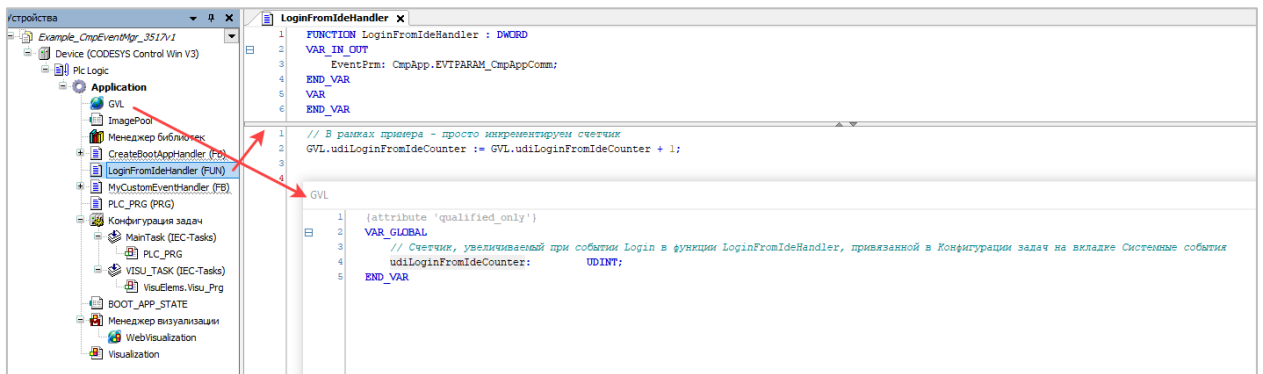 Устройства
Example_CmpEventMgr_3517v1
Device (CODESYS Control Win V3)
Plc Logic
Application
GVL
ImagePool
Менеджер библиотек
CreateBootAppHandler (FB)
LoginFromIdeHandler (FUN)
MyCustomEventHandler (FB)
PLC_PRG (PRG)
Конфигурация задач
MainTask (IEC-Tasks)
PLC_PRG
VISU_TASK (IEC-Tasks)
VisuElems.Visu_Prg
BOOT_APP_STATE
Менеджер визуализации
WebVisualization
Visualization
LoginFromIdeHandler
1 FUNCTION LoginFromIdeHandler : DWORD
2 VAR_IN_OUT
3 EventPrm: CmpApp.EVTPARAM_CmpAppComm;
4 END_VAR
5 VAR
6 END_VAR
1 // В рамках примера - просто инкрементируем счетчик
2 GVL.udiLoginFromIdeCounter := GVL.udiLoginFromIdeCounter + 1;
3
4
GVL
1 {attribute 'qualified_only'}
2 VAR_GLOBAL
3 // Счетчик, увеличиваемый при событии Login в функции LoginFromIdeHandler, привязанной в Конфигурации задач на вкладке Системные события
4 udiLoginFromIdeCounter: UDINT;
5 END_VAR